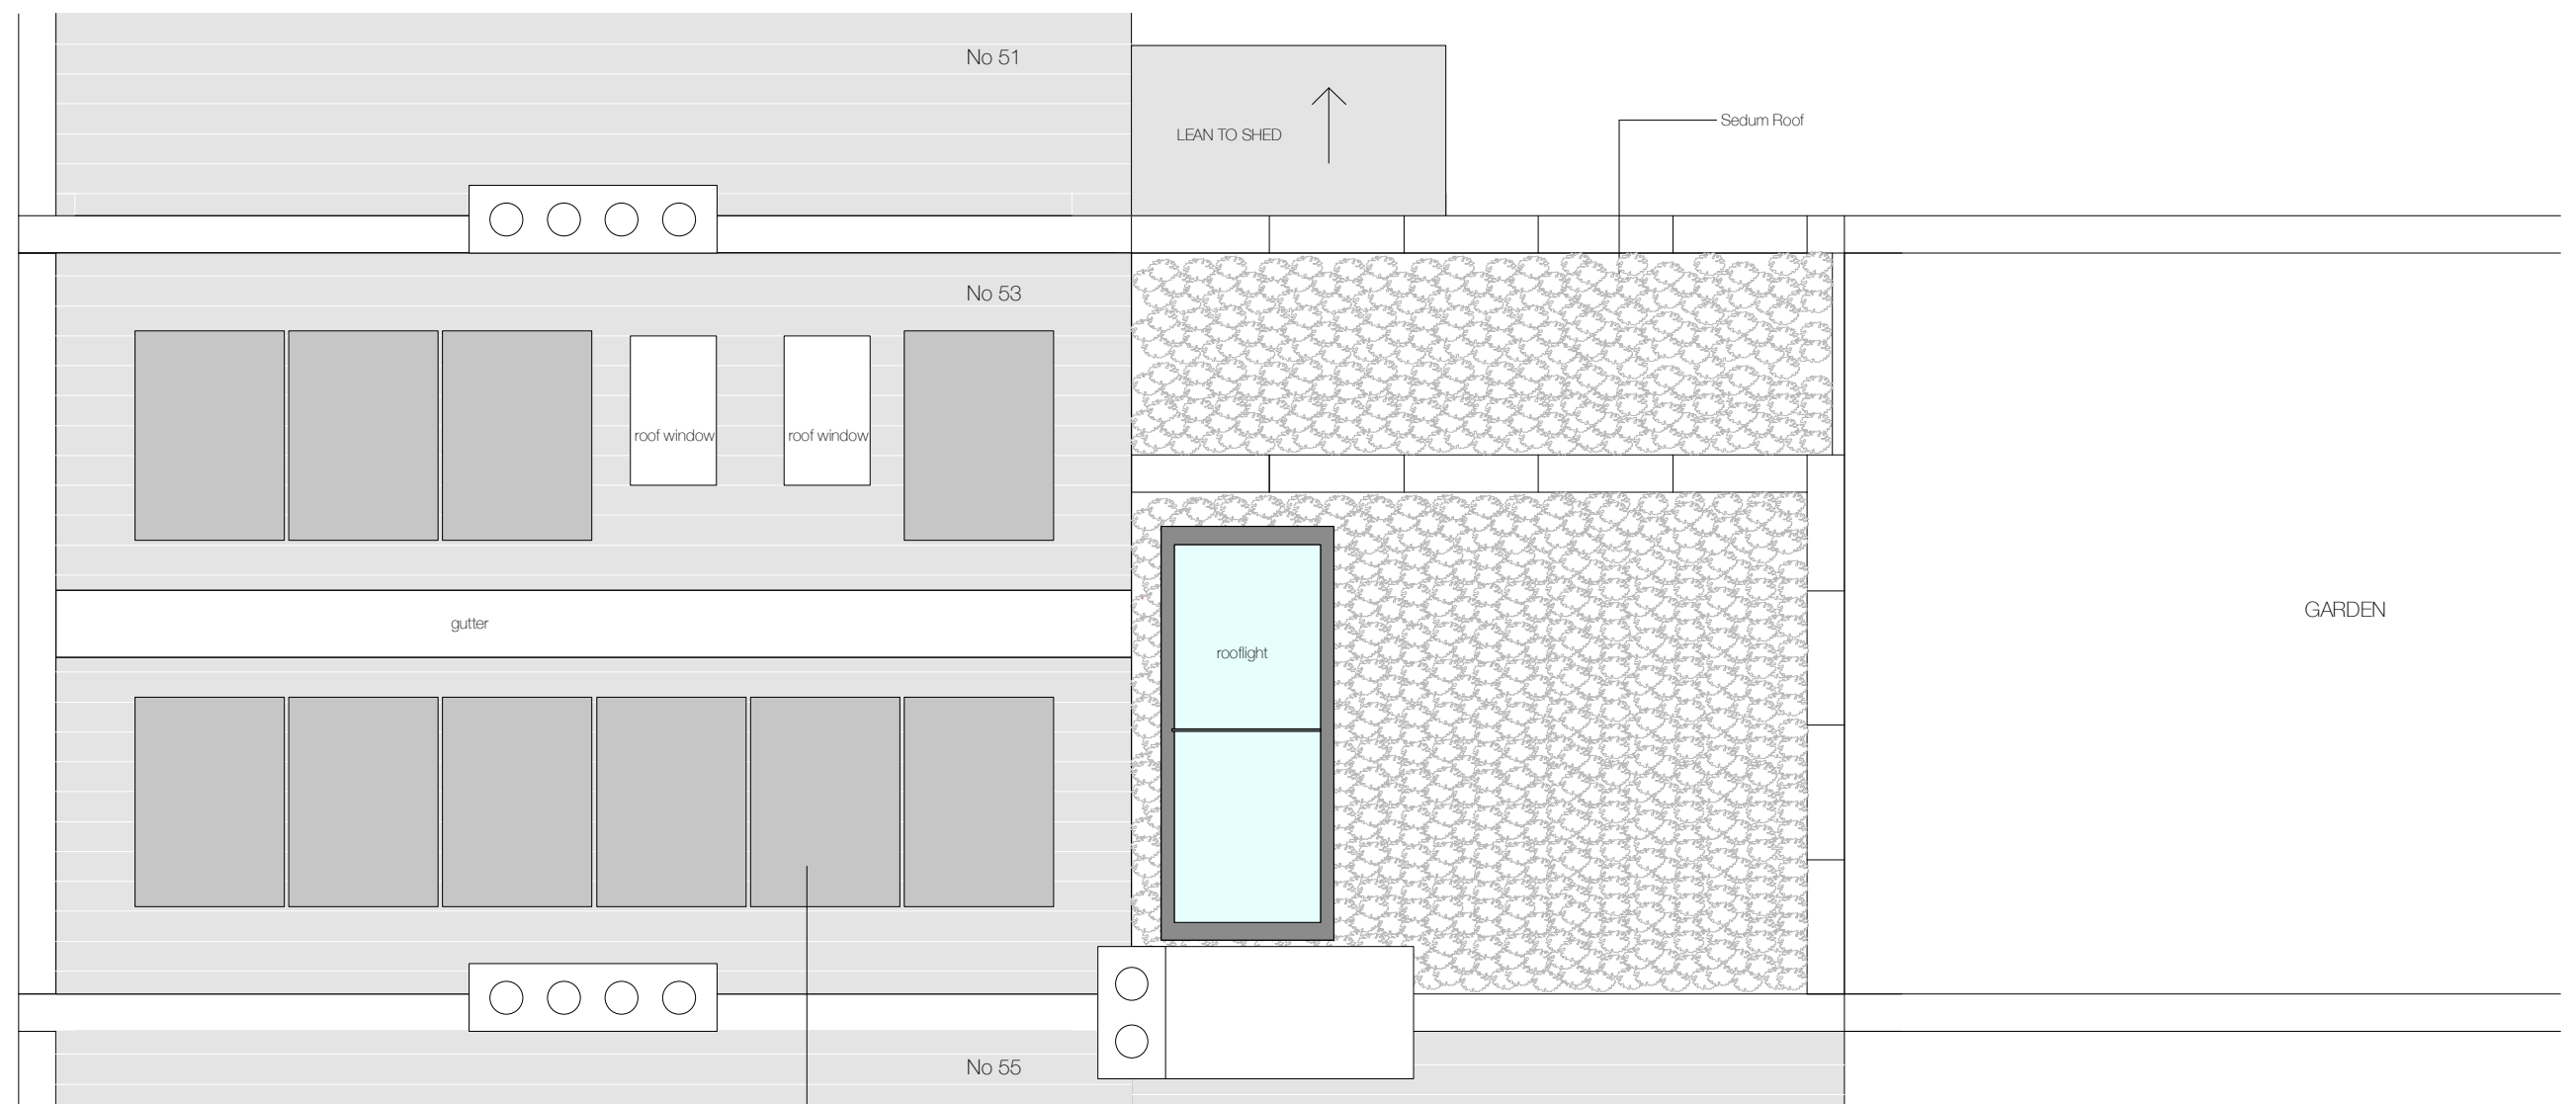 No 51
LEAN TO SHED
Sedum Roof
No 53
roof window
roof window
GARDEN
gutter
rooflight
No 55